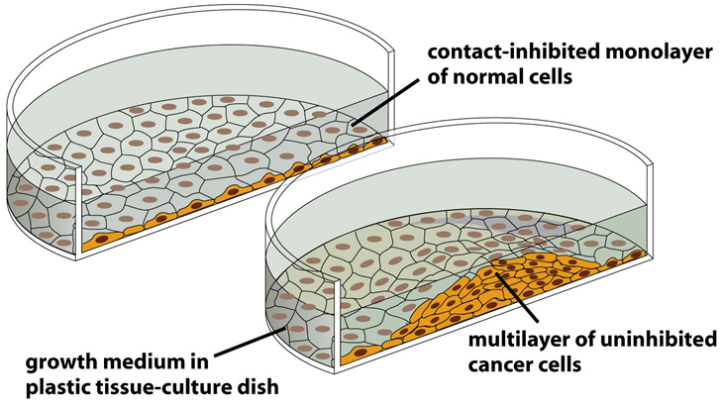 contact-inhibited monolayer
of normal cells
growth medium in
plastic tissue-culture dish
multilayer of uninhibited
cancer cells